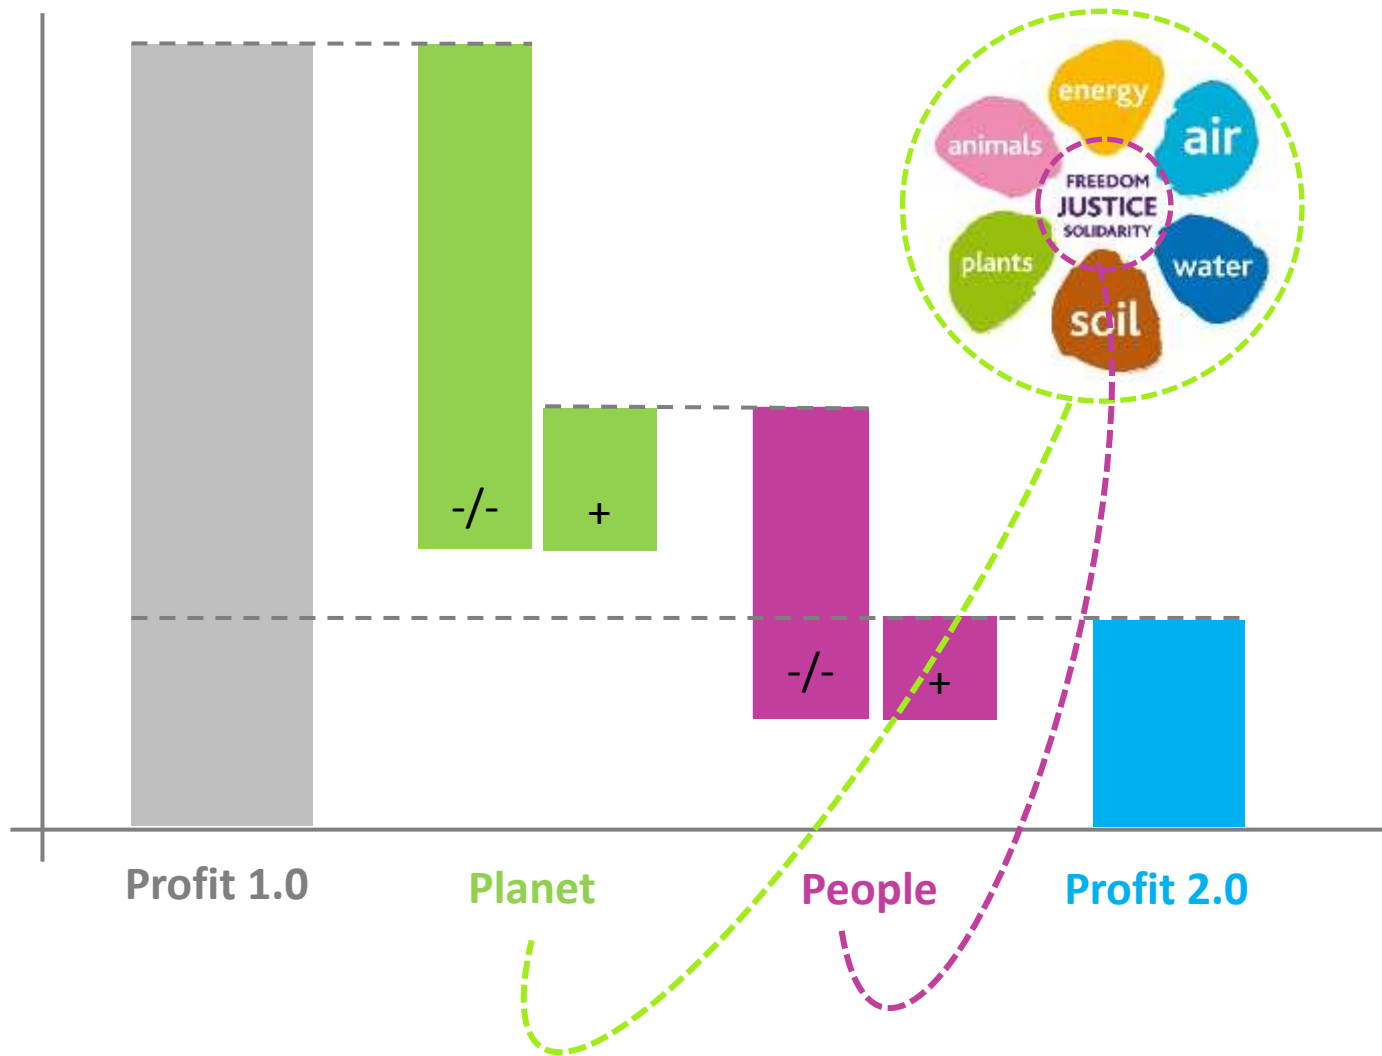 energy
air
animals
FREEDOM
JUSTICE
SOLIDARITY
plants
water
soil
-/-
+
-/-
+
Profit 1.0
Planet
People
Profit 2.0